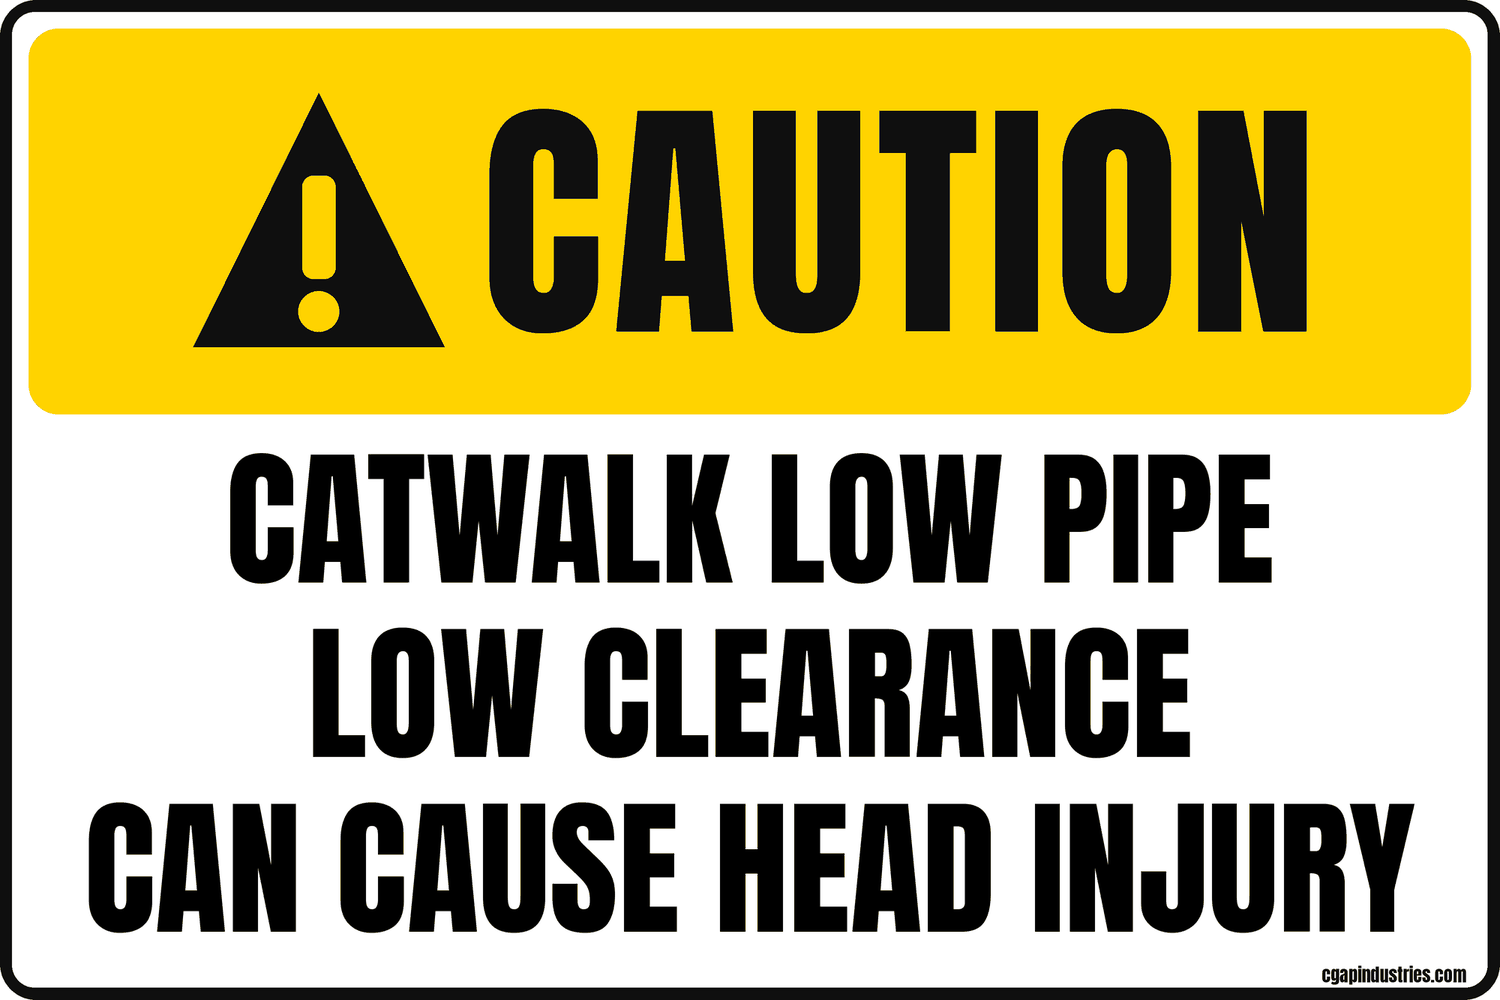 CAUTION
CATWALK LOW PIPE
LOW CLEARANCE
CAN CAUSE HEAD INJURY
cgapindustries.com